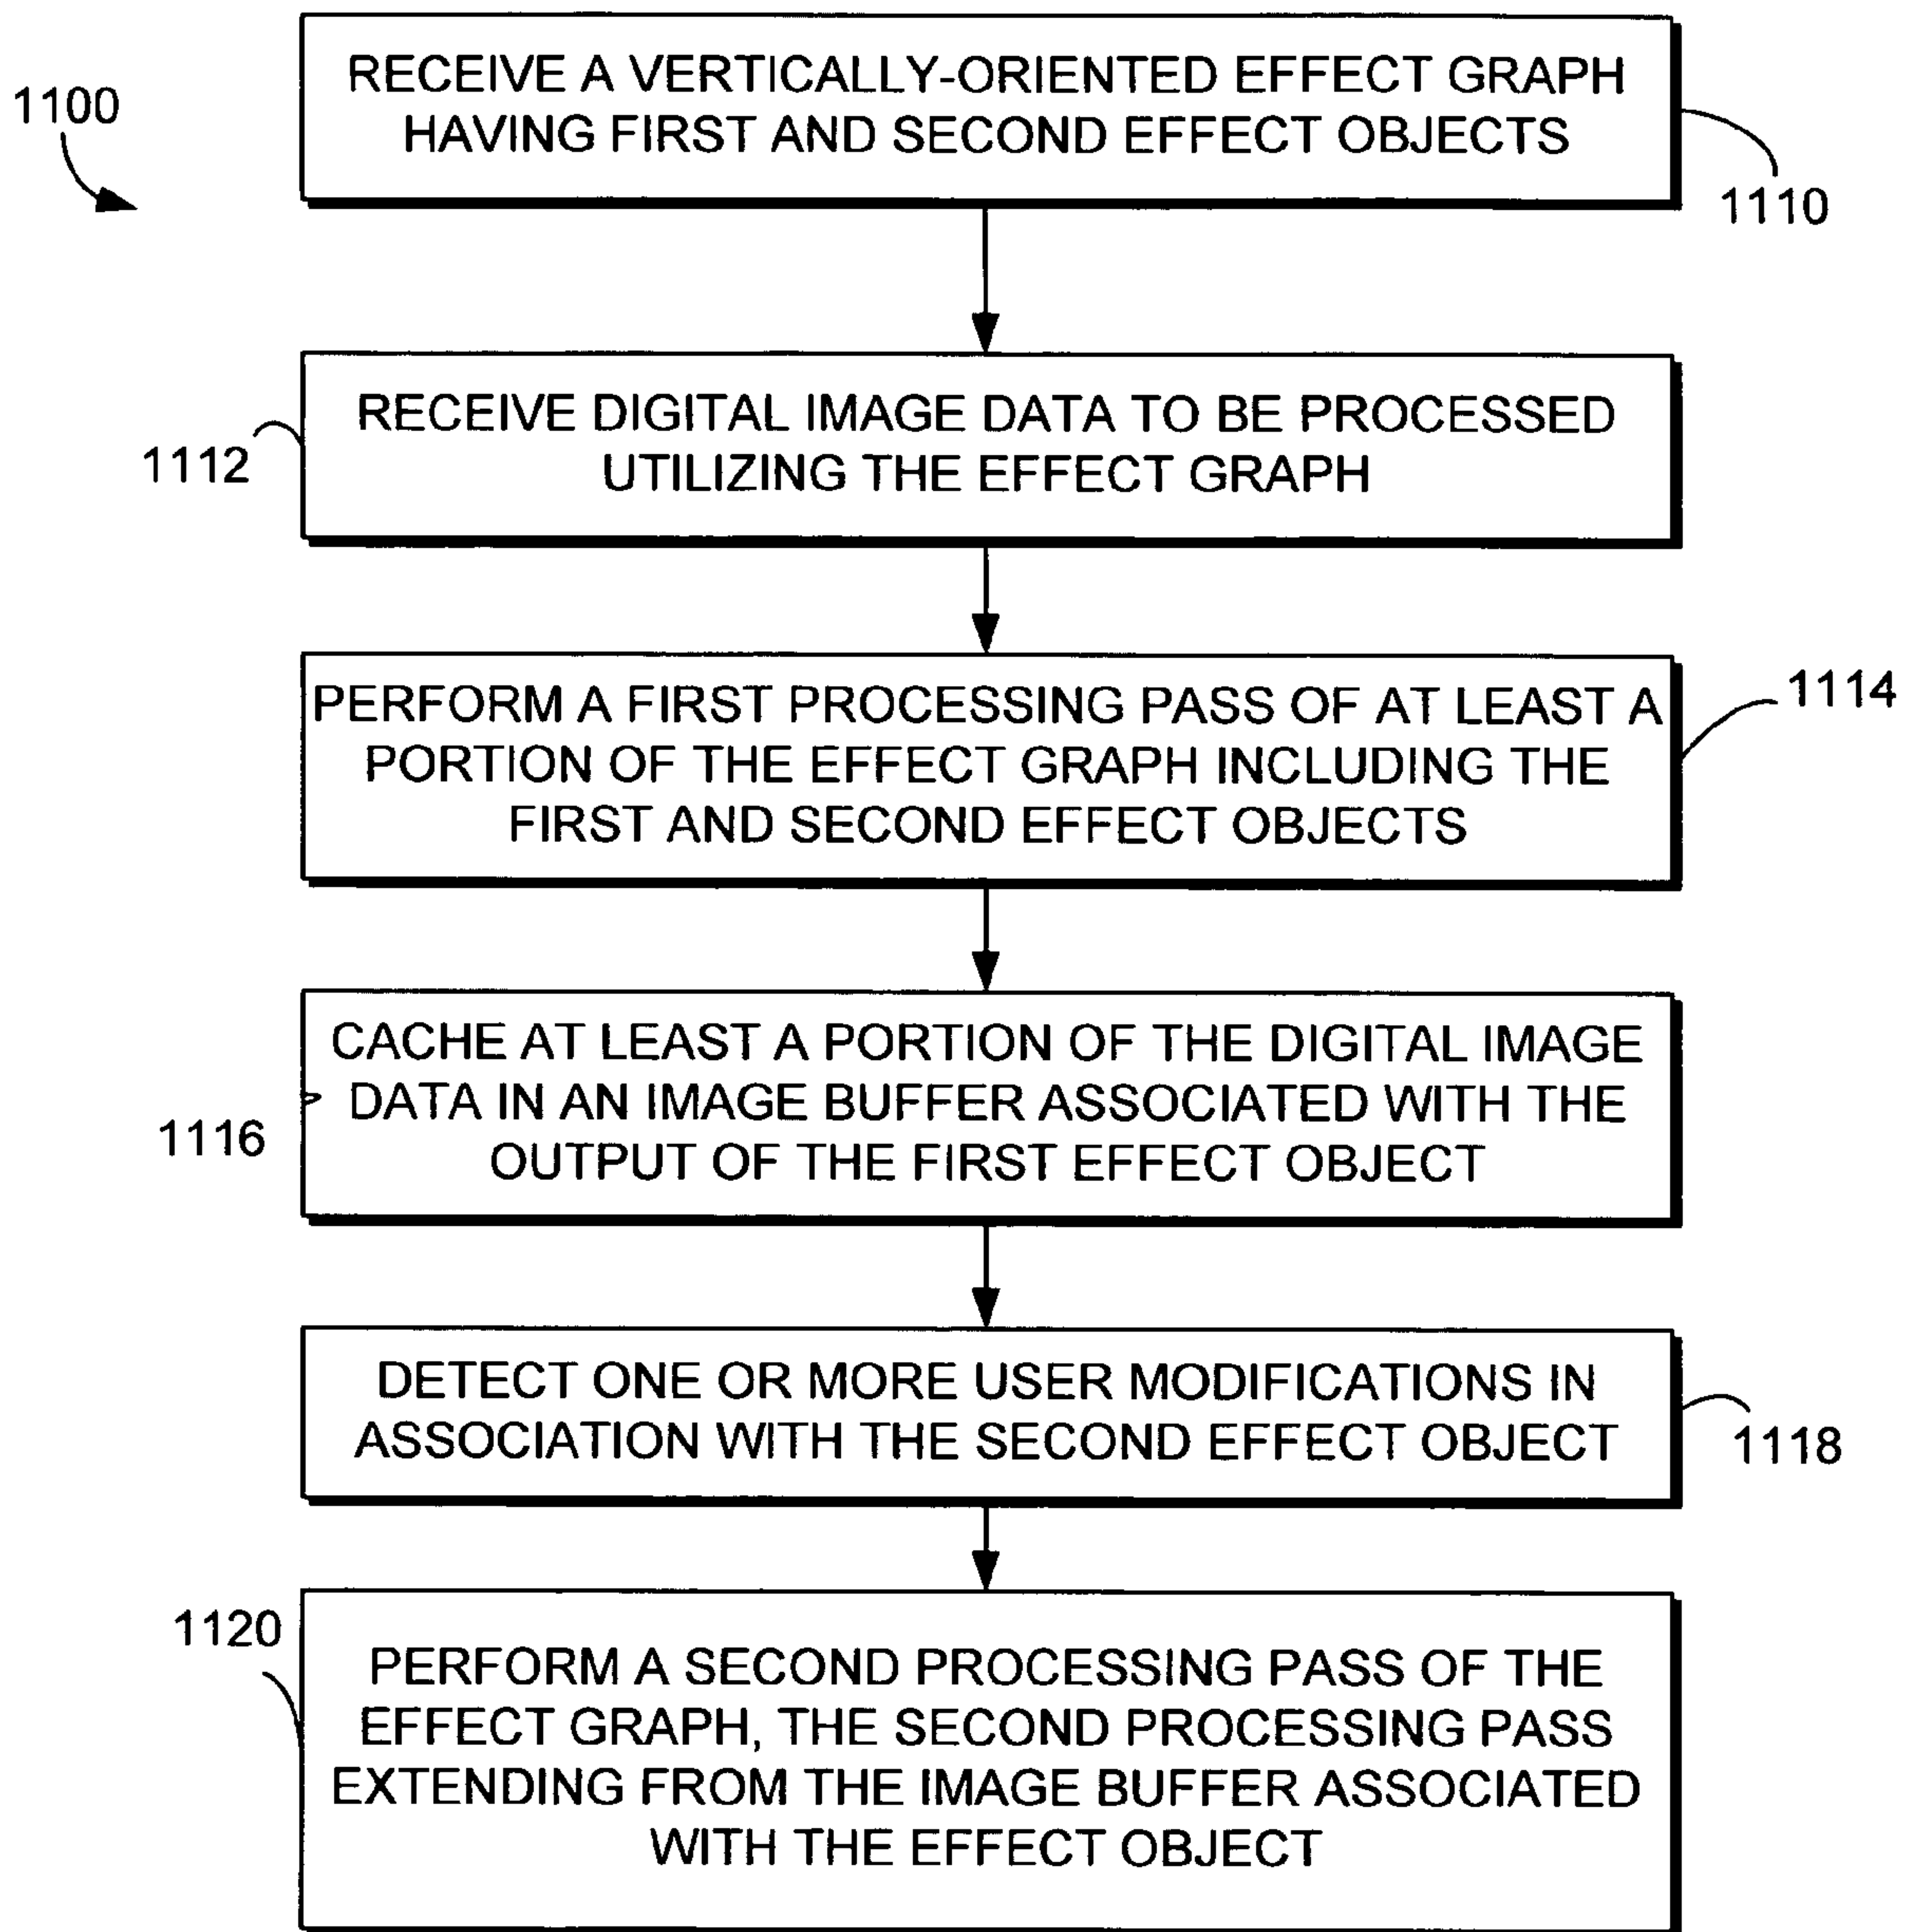 1100
RECEIVE A VERTICALLY-ORIENTED EFFECT GRAPH
HAVING FIRST AND SECOND EFFECT OBJECTS
1110
RECEIVE DIGITAL IMAGE DATA TO BE PROCESSED
UTILIZING THE EFFECT GRAPH
1112
PERFORM A FIRST PROCESSING PASS OF AT LEAST A
PORTION OF THE EFFECT GRAPH INCLUDING THE
FIRST AND SECOND EFFECT OBJECTS
1114
CACHE AT LEAST A PORTION OF THE DIGITAL IMAGE
DATA IN AN IMAGE BUFFER ASSOCIATED WITH THE
OUTPUT OF THE FIRST EFFECT OBJECT
1116
DETECT ONE OR MORE USER MODIFICATIONS IN
ASSOCIATION WITH THE SECOND EFFECT OBJECT
1118
1120
PERFORM A SECOND PROCESSING PASS OF THE
EFFECT GRAPH, THE SECOND PROCESSING PASS
EXTENDING FROM THE IMAGE BUFFER ASSOCIATED
WITH THE EFFECT OBJECT